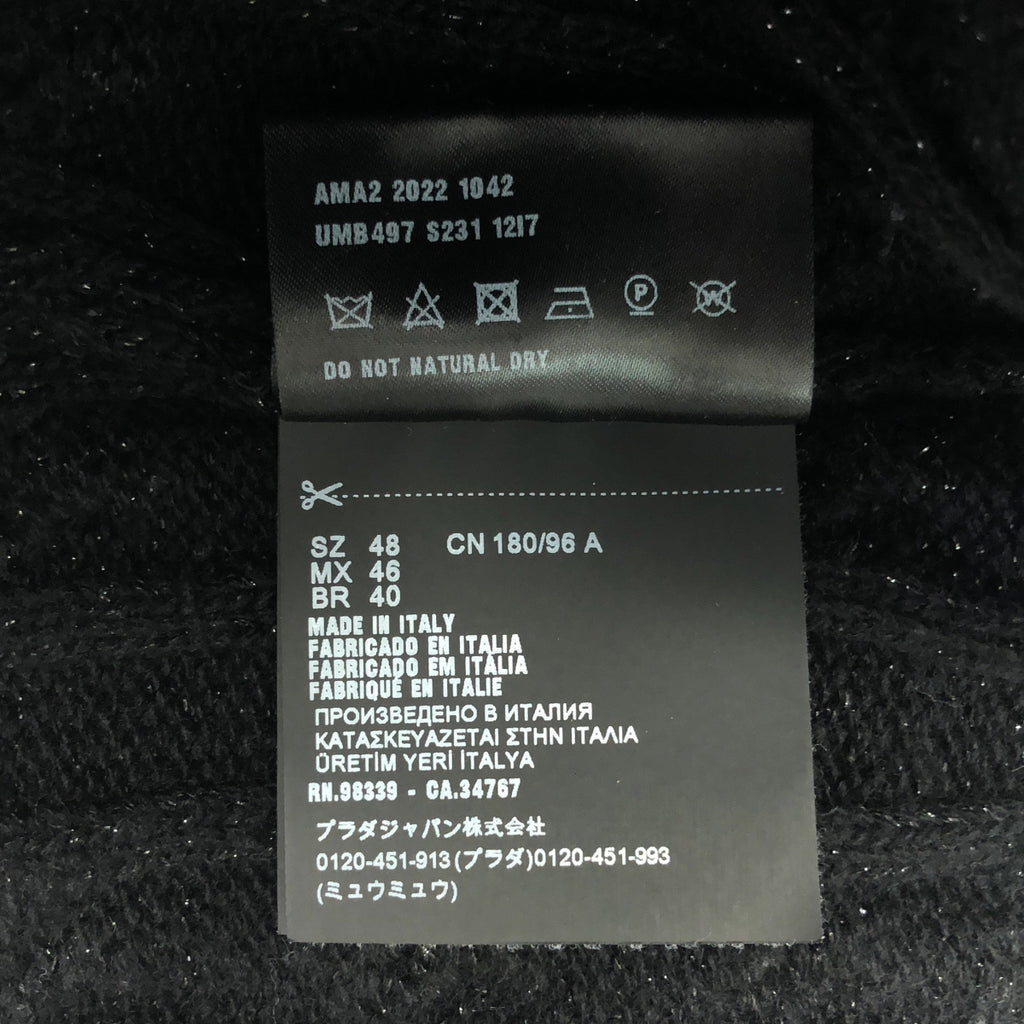 AMA2 2022 1042
UMB497 S231 12I7
P W
DO NOT NATURAL DRY
SZ 48 CN 180/96 A
MX 46
BR 40
MADE IN ITALY
FABRICADO EN ITALIA
FABRICADO EM ITÁLIA
FABRIQUÉ EN ITALIE
ПРОИЗВЕДЕНО В ИТАЛИЯ
ΚΑΤΑΣΚΕΥΑΖΕΤΑΙ ΣΤΗΝ ΙΤΑΛΙΑ
ÜRETİM YERİ İTALYA
RN.98339 - CA.34767
プラダジャパン株式会社
0120-451-913(プラダ)0120-451-993
(ミュウミュウ)